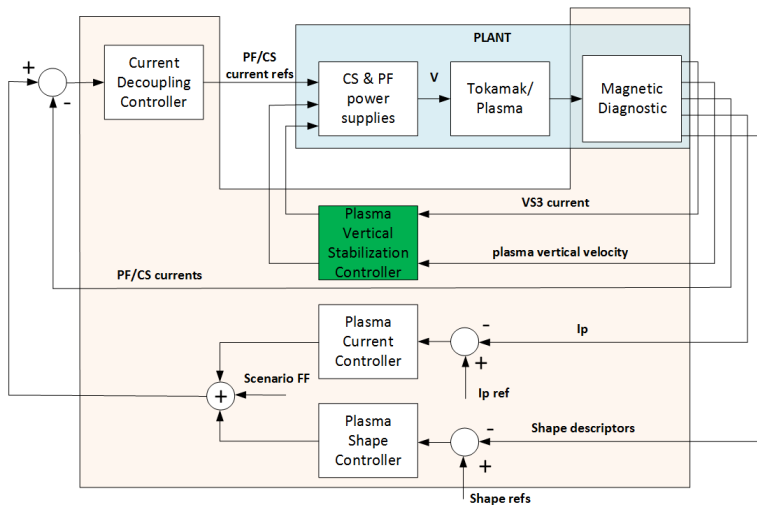 PLANT
+
-
Current
Decoupling
Controller
PF/CS
current refs
CS & PF
power
supplies
V
Tokamak/
Plasma
Magnetic
Diagnostic
VS3 current
Plasma
Vertical
Stabilization
Controller
plasma vertical velocity
PF/CS currents
Plasma
Current
Controller
-
+
Ip
Ip ref
Scenario FF
+
Plasma
Shape
Controller
-
+
Shape descriptors
Shape refs